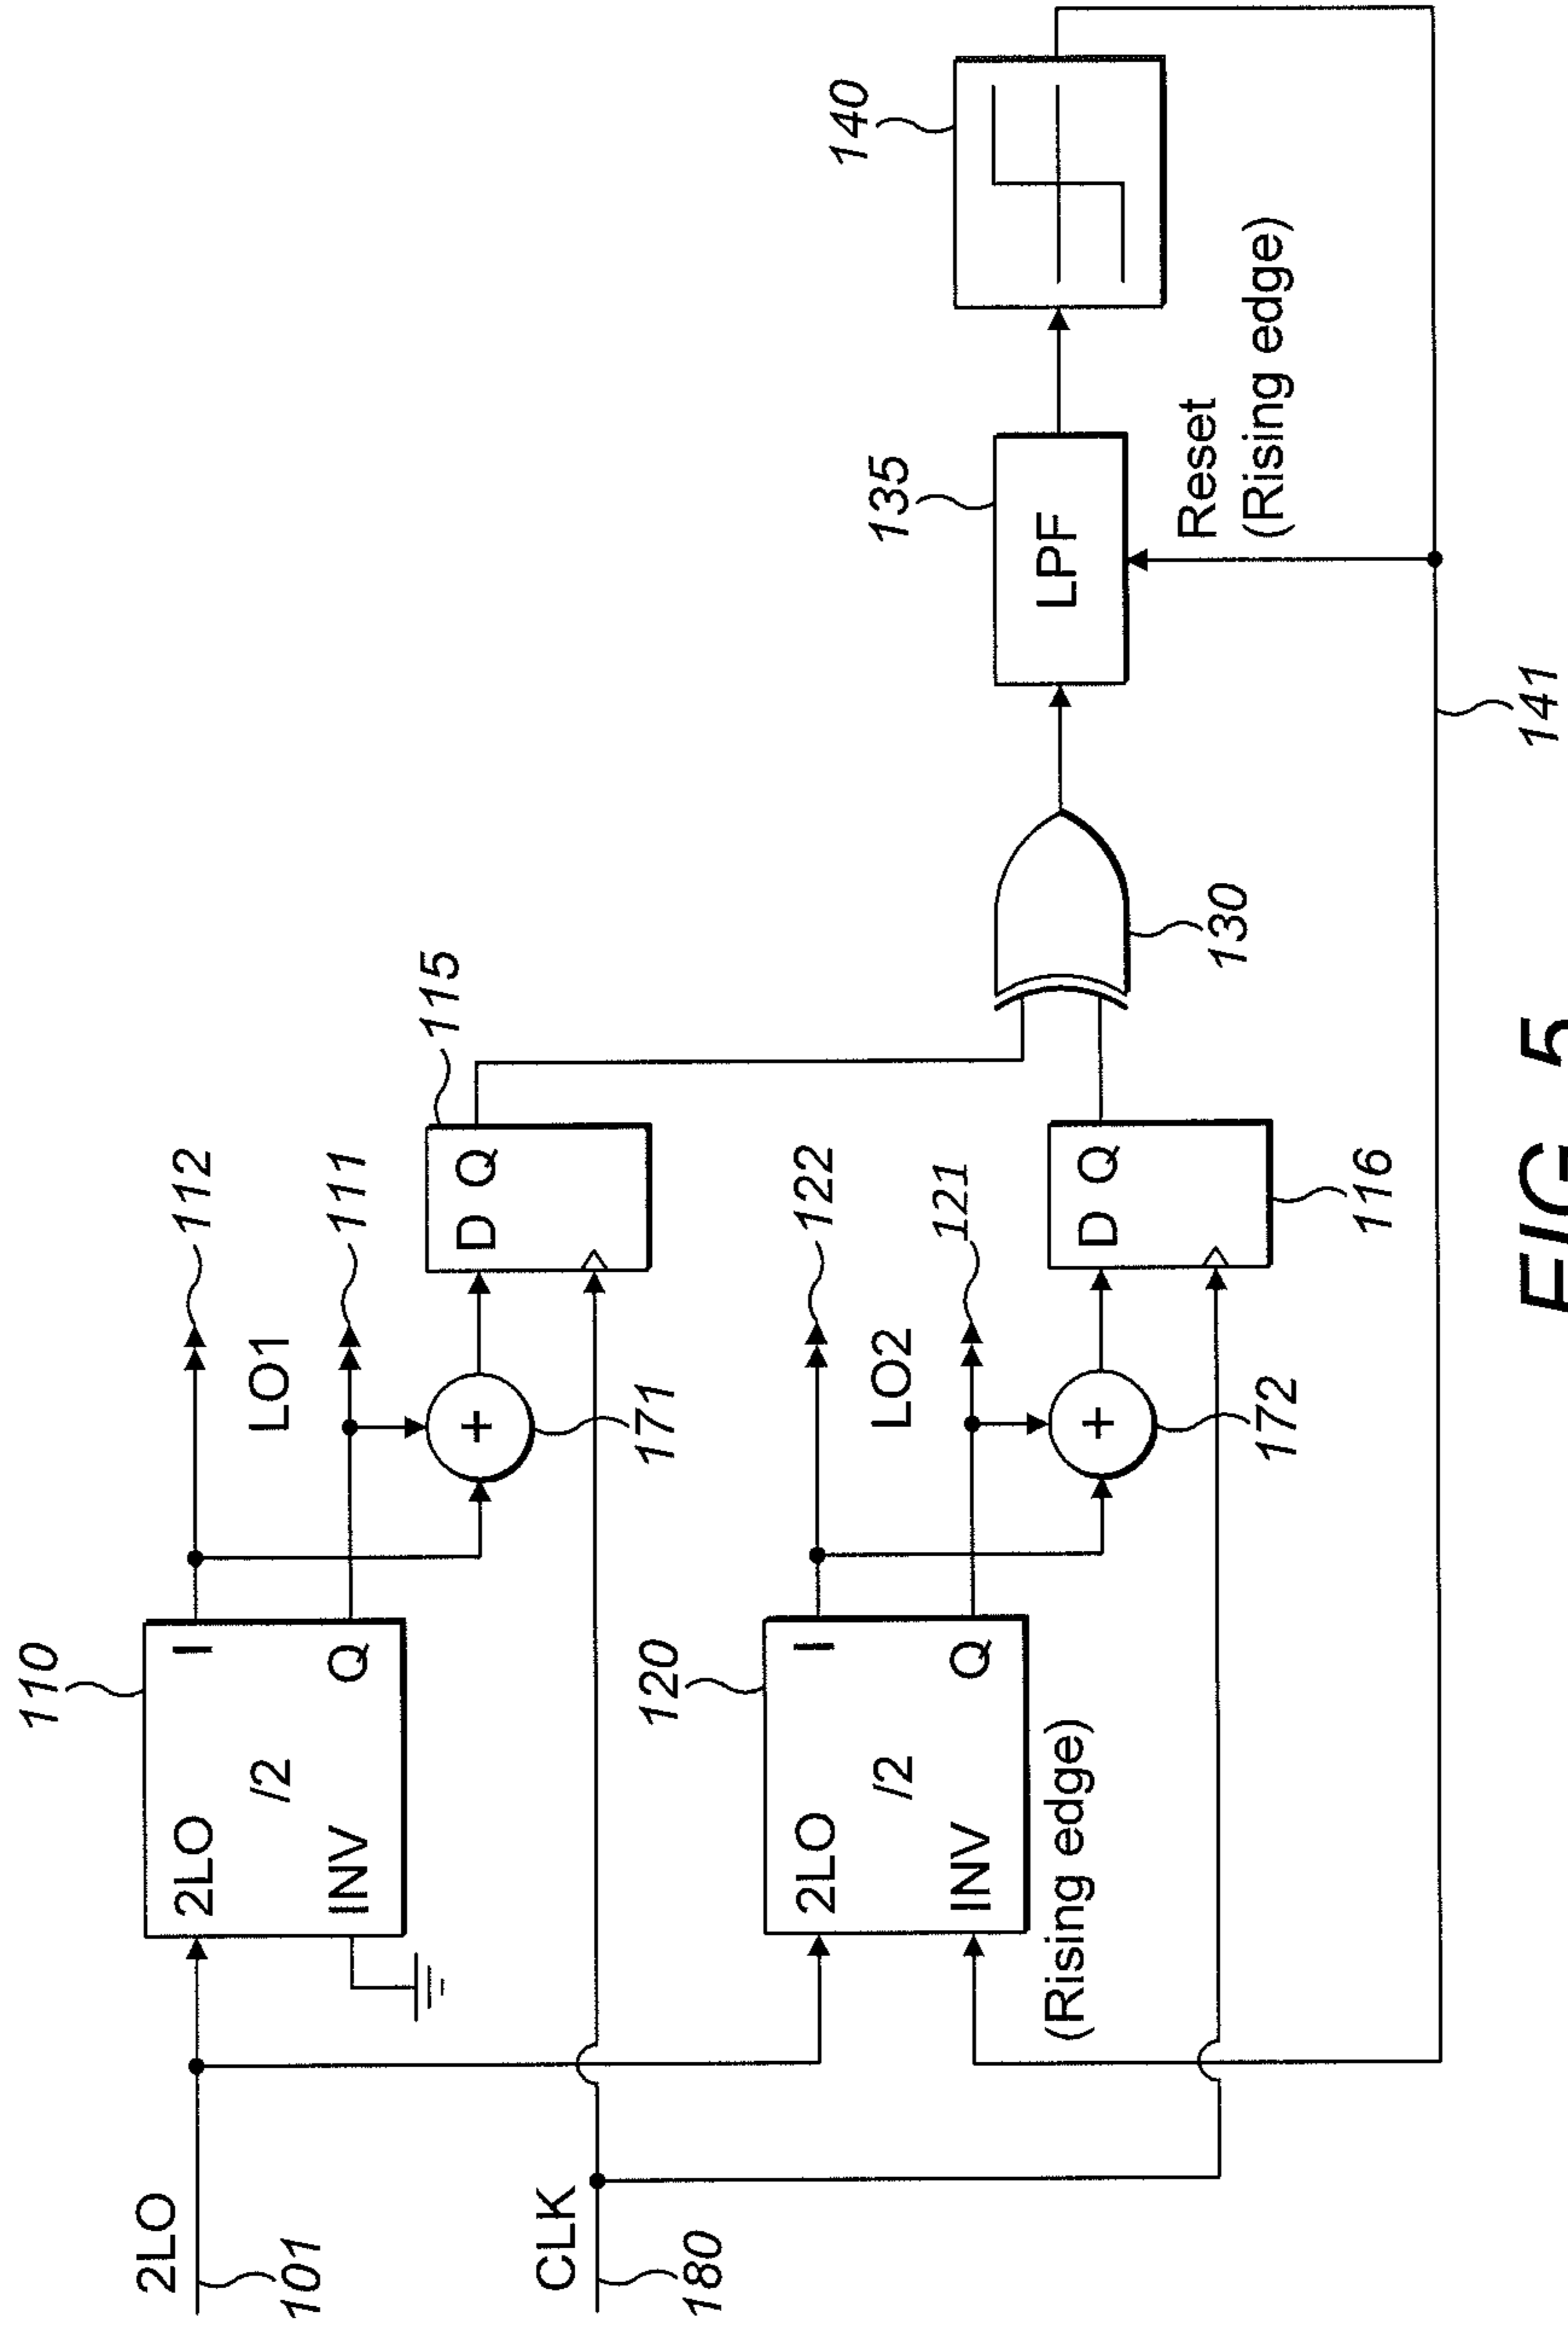 2LO
101
CLK
180
110
2LO
I
/2
INV
Q
112
LO1
111
171
115
D Q
120
2LO
I
/2
INV
Q
(Rising edge)
122
LO2
121
172
D Q
116
130
135
LPF
Reset
(Rising edge)
140
141
FIG. 5